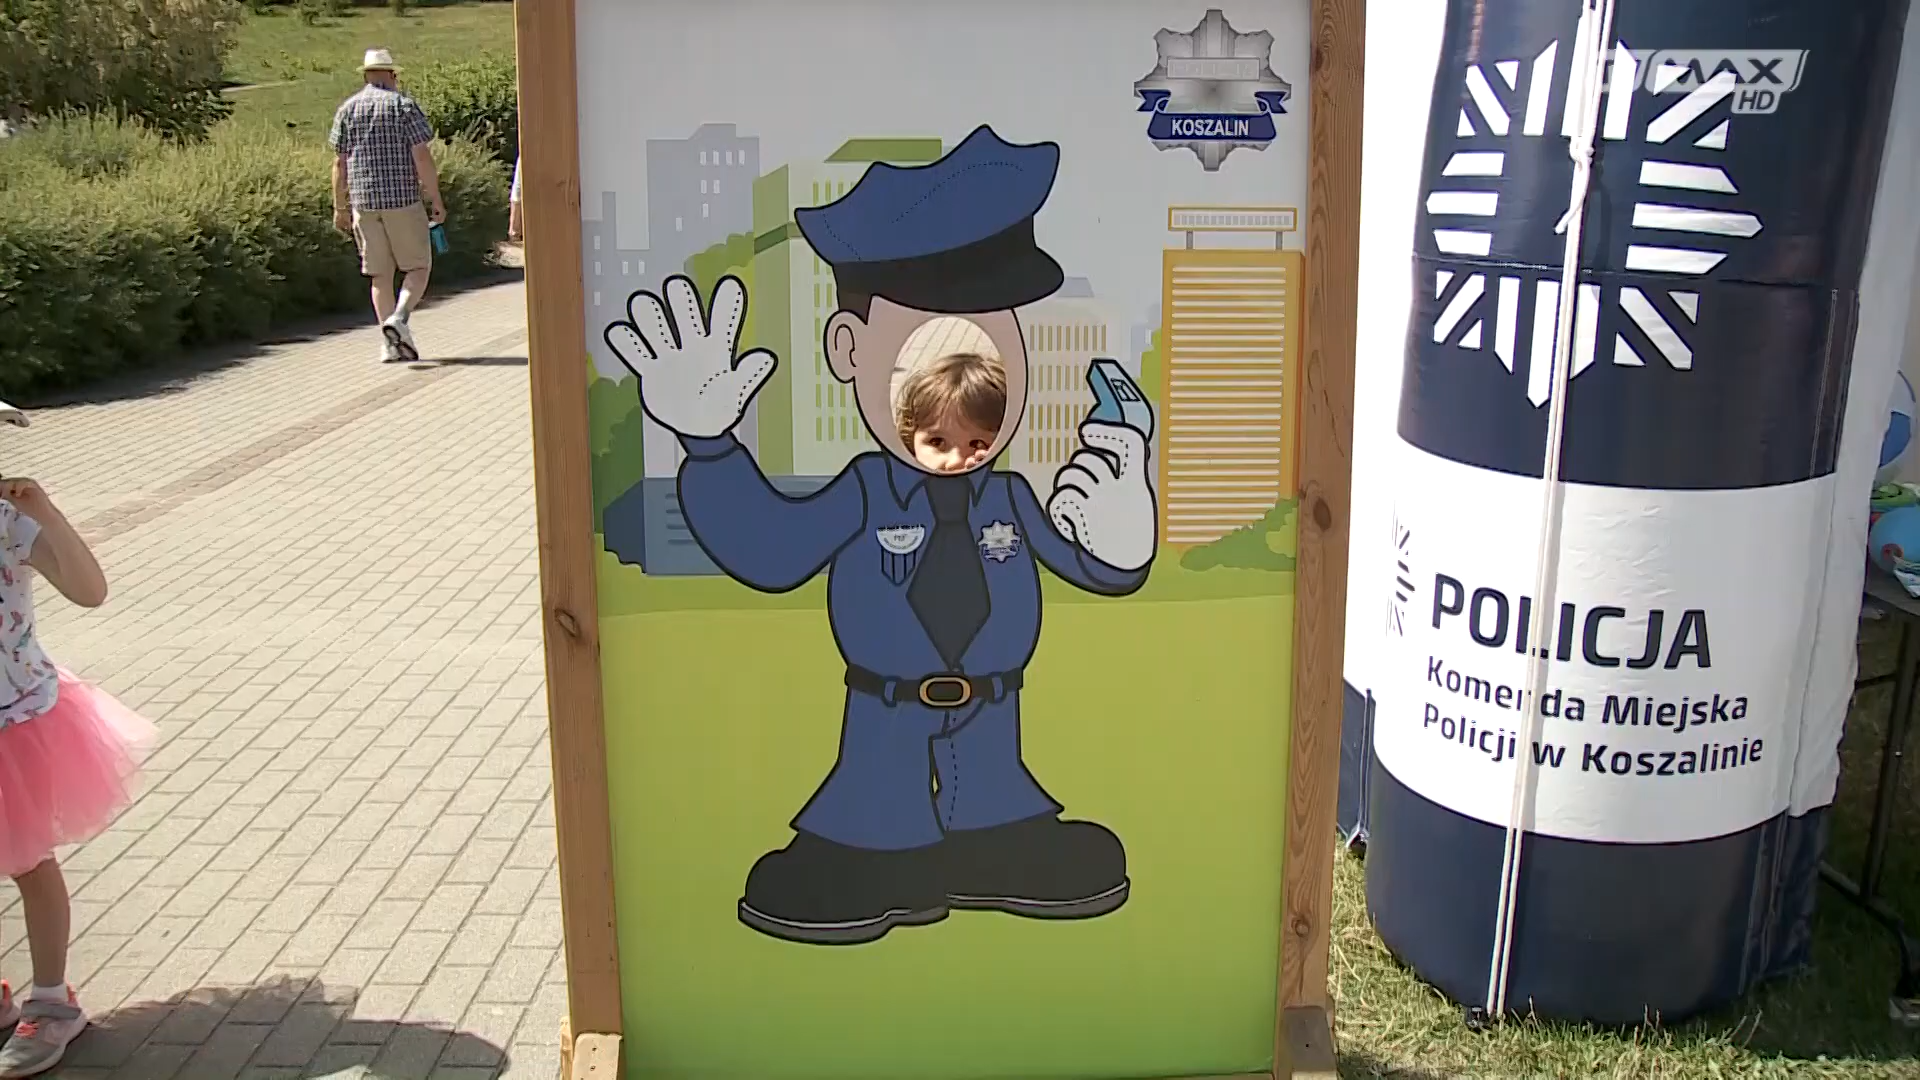 KOSZALIN
MAX
HD
POLICJA
Komenda Miejska
Policji w Koszalinie